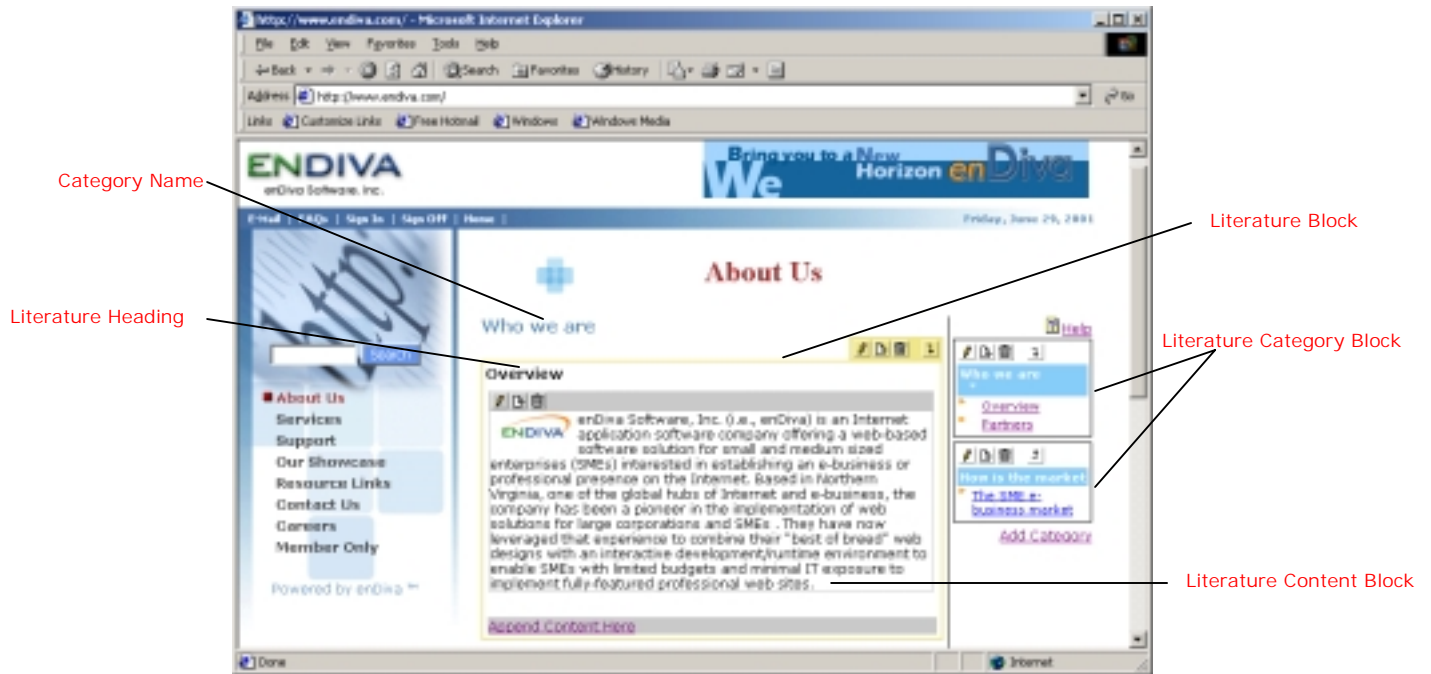 http://www.endiva.com/ - Microsoft Internet Explorer
File Edit View Favorites Tools Help
Back Search Favorites History
Address http://www.endiva.com/ Go
Links Customize Links Free Hotmail Windows Windows Media
ENDIVA
enDiva Software, Inc.
Bring you to a New
We Horizon enDiva
E-Mail | FAQs | Sign In | Sign Off | Home |
Friday, June 29, 2001
http:
Search
About Us
Services
Support
Our Showcase
Resource Links
Contact Us
Careers
Member Only
Powered by enDiva ™
About Us
Who we are
Overview
ENDIVA
enDiva Software, Inc. (i.e., enDiva) is an Internet
application software company offering a web-based
software solution for small and medium sized
enterprises (SMEs) interested in establishing an e-business or
professional presence on the Internet. Based in Northern
Virginia, one of the global hubs of Internet and e-business, the
company has been a pioneer in the implementation of web
solutions for large corporations and SMEs . They have now
leveraged that experience to combine their "best of breed" web
designs with an interactive development/runtime environment to
enable SMEs with limited budgets and minimal IT exposure to
implement fully-featured professional web sites.
Append Content Here
Help
Who we are
Overview
Partners
How is the market
The SME e-
business market
Add Category
Done
Internet
Category Name
Literature Heading
Literature Block
Literature Category Block
Literature Content Block